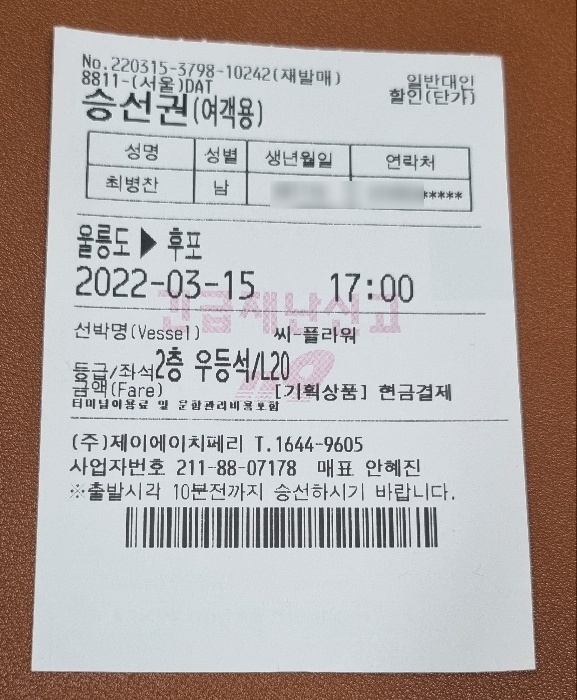 No.220315-3798-10242(재발매)
8811-(서울)DAT
일반대인
할인(단가)
승선권(여객용)
성명 성별 생년월일 연락처
최병찬 남 *****
울릉도 ▶ 후포
2022-03-15 17:00
긴급재난신고
선박명(Vessel) 씨-플라워
등급/좌석 2층 우등석/L20
금액(Fare) [기획상품] 현금결제
터미널이용료 및 운항관리비용포함
(주)제이에이치페리 T.1644-9605
사업자번호 211-88-07178 매표 안혜진
※출발시각 10분전까지 승선하시기 바랍니다.